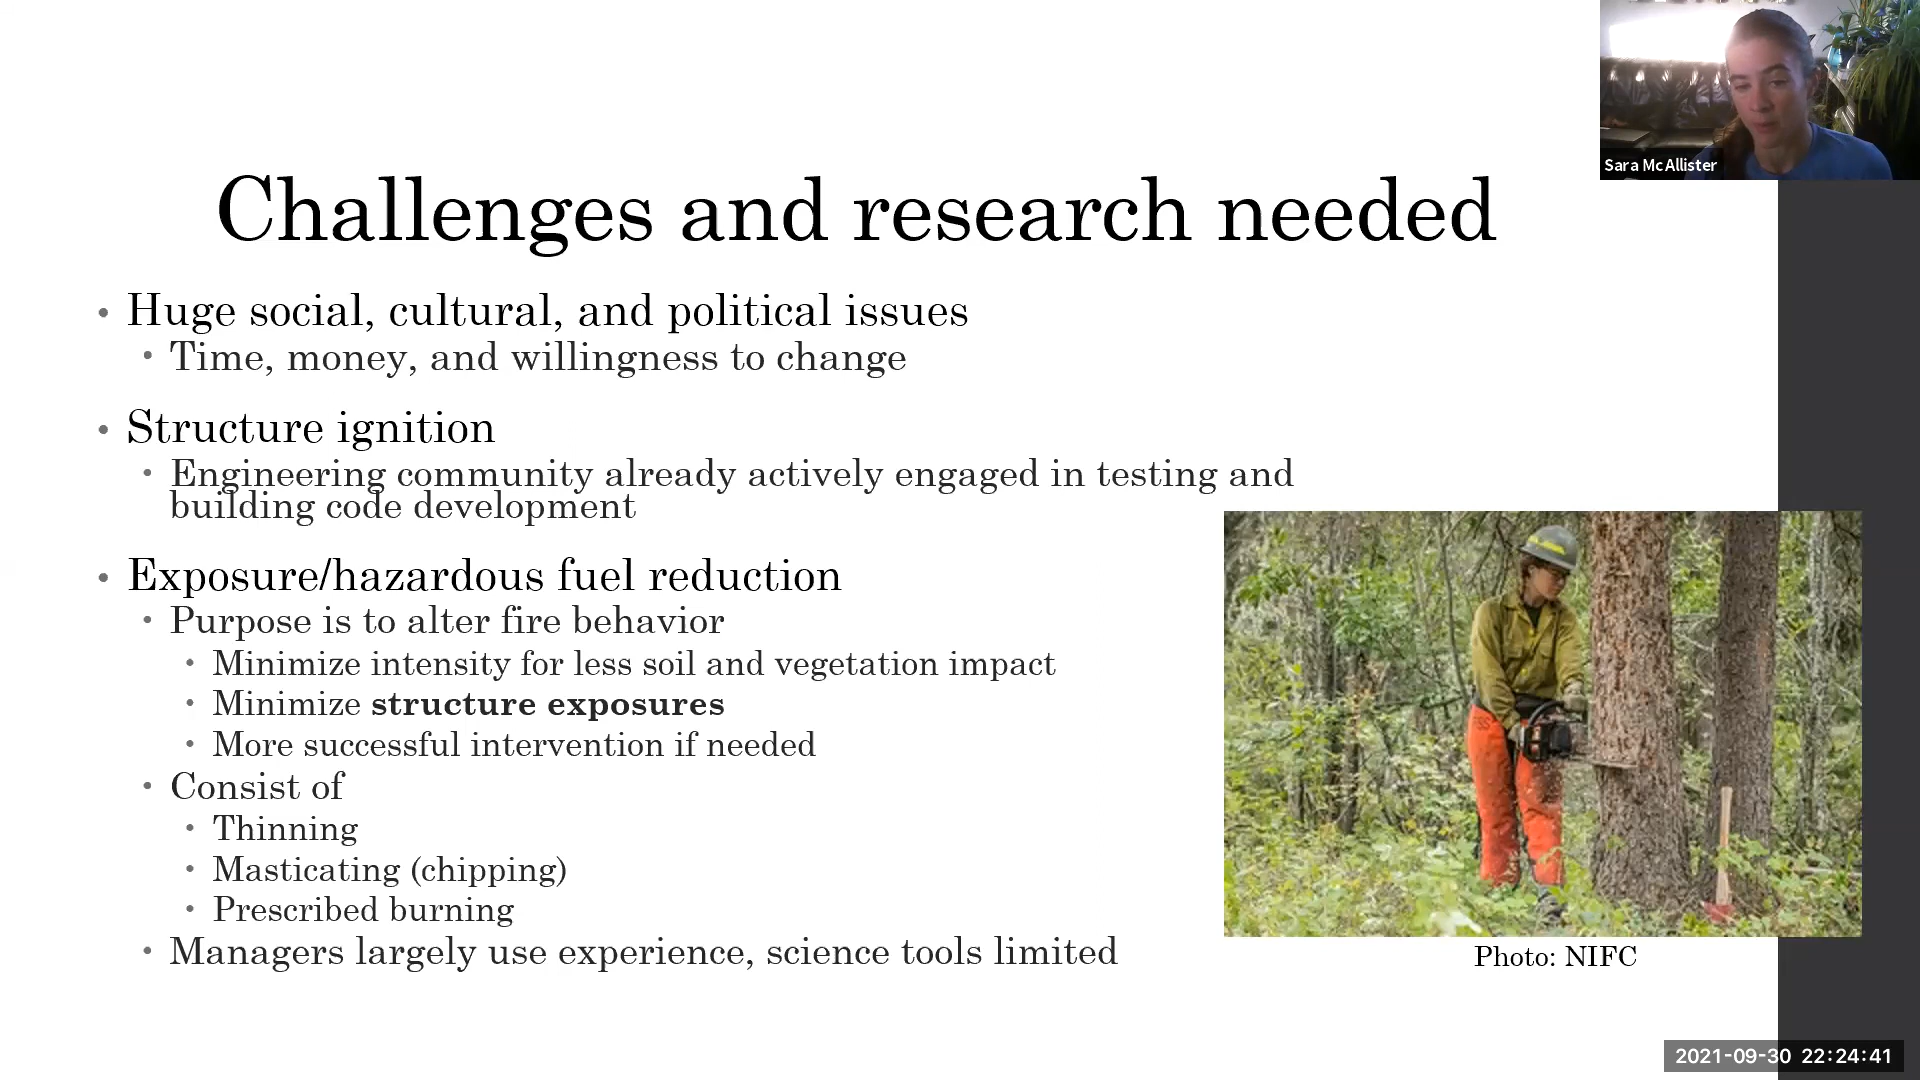 Sara McAllister
Challenges and research needed
• Huge social, cultural, and political issues
• Time, money, and willingness to change
• Structure ignition
• Engineering community already actively engaged in testing and
building code development
• Exposure/hazardous fuel reduction
• Purpose is to alter fire behavior
• Minimize intensity for less soil and vegetation impact
• Minimize structure exposures
• More successful intervention if needed
• Consist of
• Thinning
• Masticating (chipping)
• Prescribed burning
• Managers largely use experience, science tools limited
Photo: NIFC
2021-09-30 22:24:41